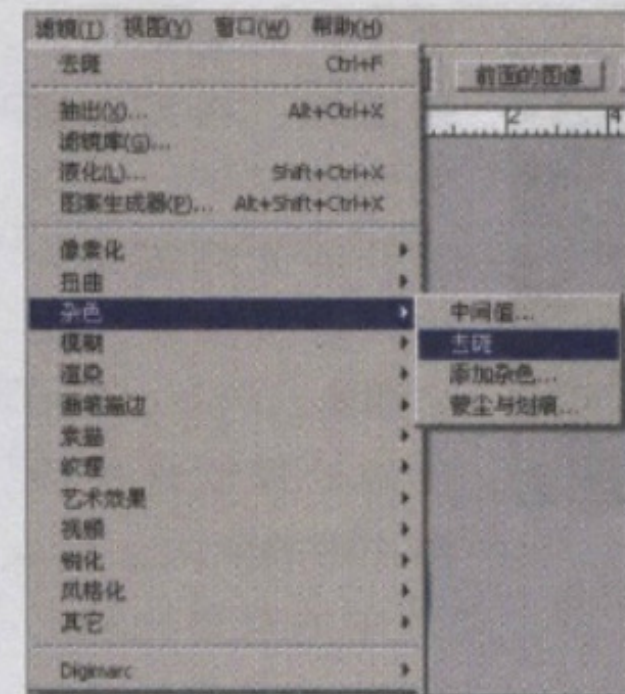 滤镜(T) 视图(V) 窗口(W) 帮助(H)
去斑 Ctrl+F
前面的图像
抽出(X)... Alt+Ctrl+X
2 4
滤镜库(G)...
液化(L)... Shift+Ctrl+X
图案生成器(P)... Alt+Shift+Ctrl+X
像素化
扭曲
杂色
中间值...
模糊
去斑
渲染
添加杂色...
画笔描边
蒙尘与划痕...
素描
纹理
艺术效果
视频
锐化
风格化
其它
Digimarc